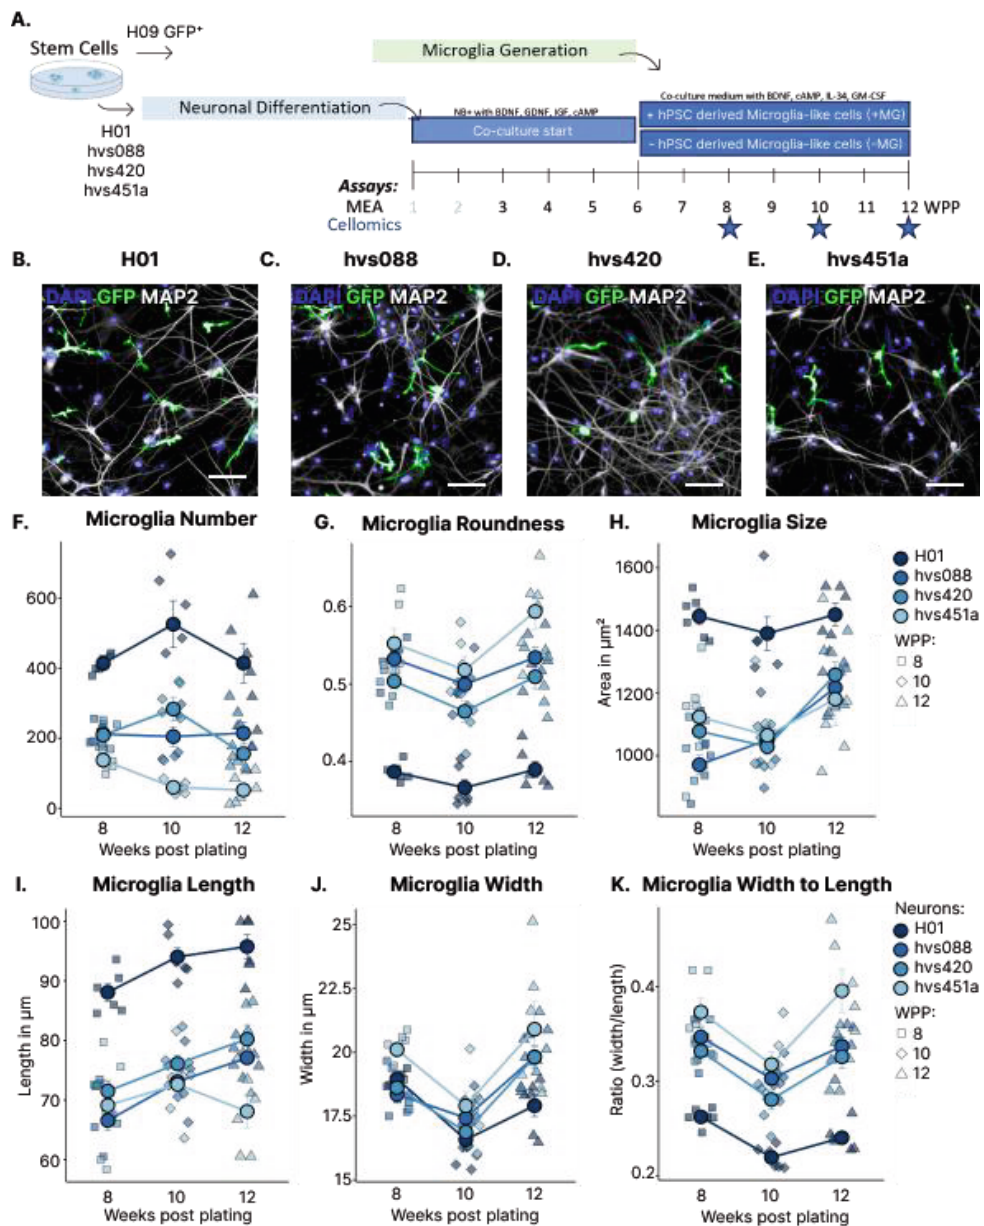 A.
H09 GFP⁺
Stem Cells
Microglia Generation
Neuronal Differentiation
H01
hvs088
hvs420
hvs451a
NB+ with BDNF, GDNF, IGF, cAMP
Co-culture start
Co-culture medium with BDNF, cAMP, IL-34, GM-CSF
+ hPSC derived Microglia-like cells (+MG)
- hPSC derived Microglia-like cells (-MG)
Assays:
MEA 1 2 3 4 5 6 7 8 9 10 11 12 WPP
Cellomics
B. H01 C. hvs088 D. hvs420 E. hvs451a
DAPI GFP MAP2 DAPI GFP MAP2 DAPI GFP MAP2 DAPI GFP MAP2
F. Microglia Number
600
400
200
0
8 10 12
Weeks post plating
G. Microglia Roundness
0.6
0.5
0.4
8 10 12
Weeks post plating
H. Microglia Size
Area in µm²
1600
1400
1200
1000
8 10 12
Weeks post plating
H01
hvs088
hvs420
hvs451a
WPP:
8
10
12
I. Microglia Length
Length in µm
100
90
80
70
60
8 10 12
Weeks post plating
J. Microglia Width
Width in µm
25
22.5
20
17.5
15
8 10 12
Weeks post plating
K. Microglia Width to Length
Ratio (width/length)
0.4
0.3
0.2
8 10 12
Weeks post plating
Neurons:
H01
hvs088
hvs420
hvs451a
WPP:
8
10
12